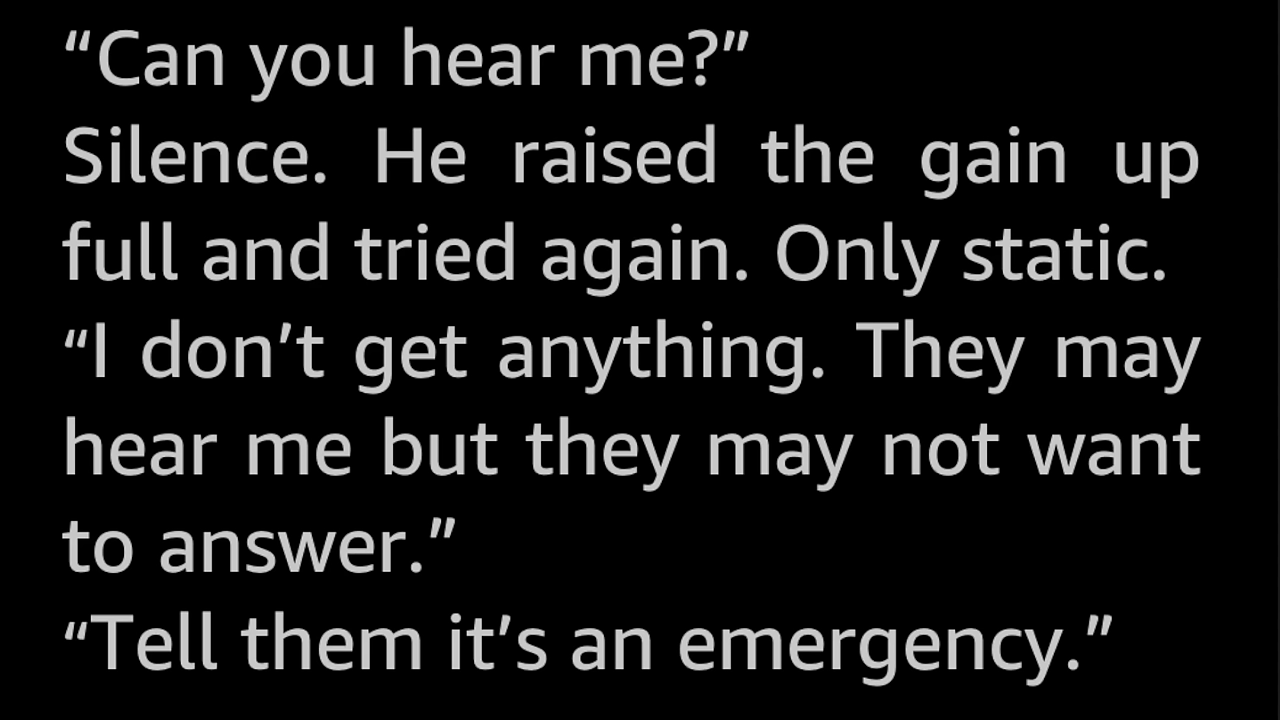 “Can you hear me?”
Silence. He raised the gain up
full and tried again. Only static.
“I don’t get anything. They may
hear me but they may not want
to answer.”
“Tell them it’s an emergency.”